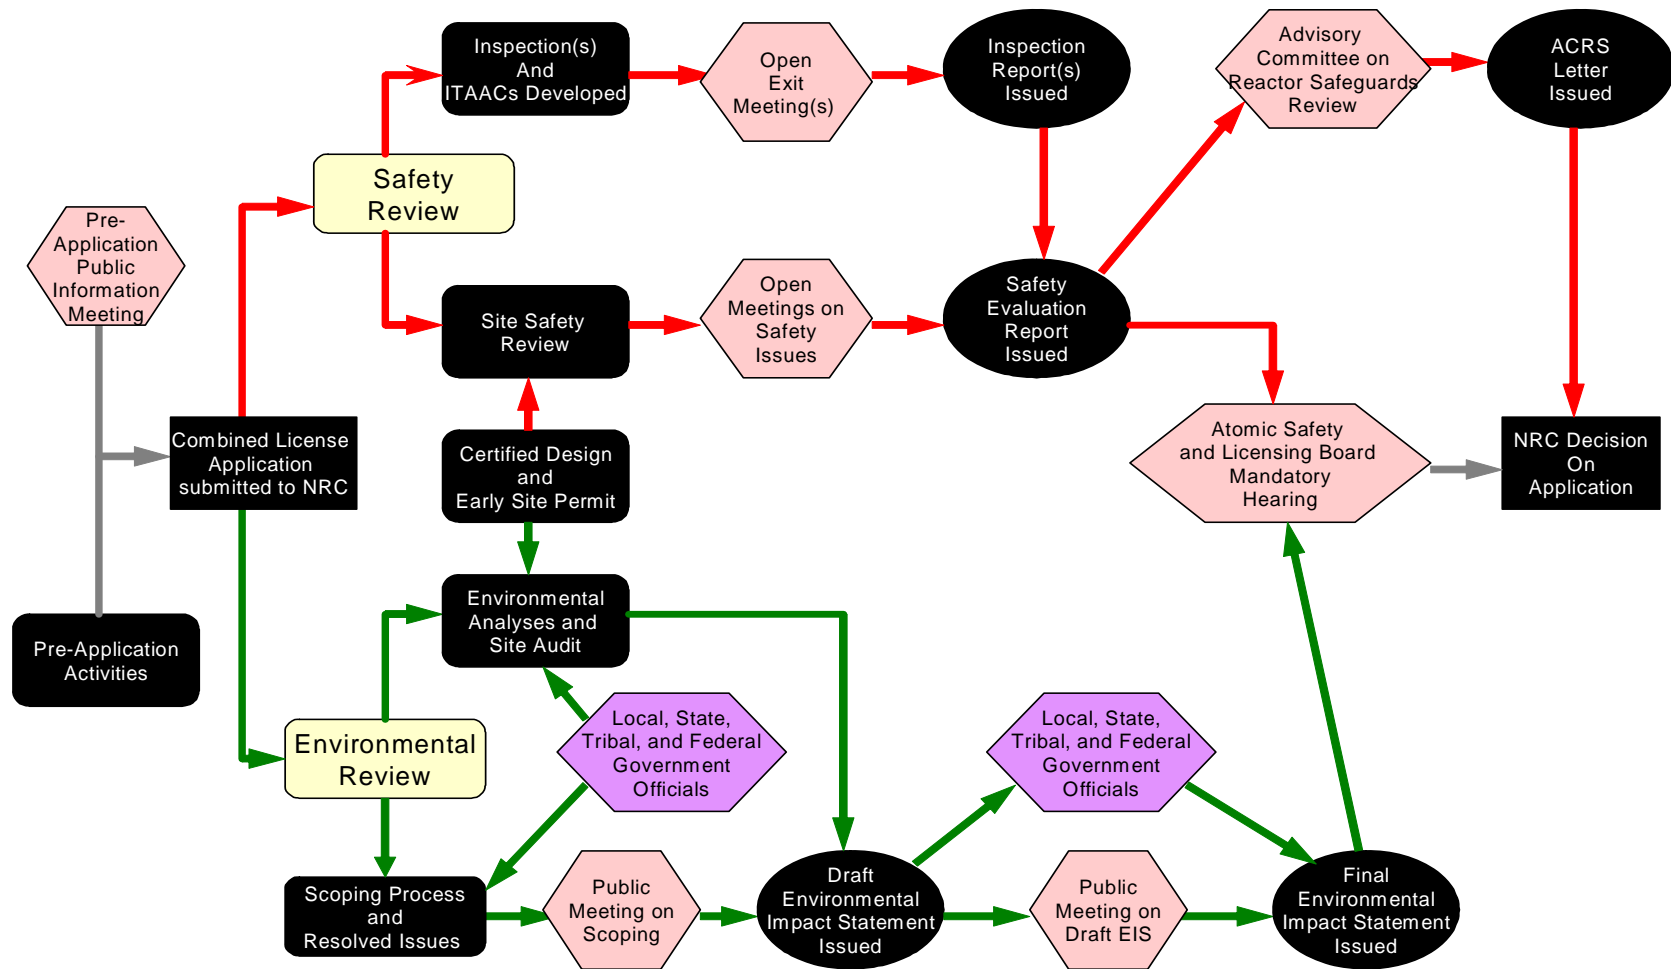 Inspection(s)
And
ITAACs Developed
Open
Exit
Meeting(s)
Inspection
Report(s)
Issued
Advisory
Committee on
Reactor Safeguards
Review
ACRS
Letter
Issued
Safety
Review
Pre-
Application
Public
Information
Meeting
Site Safety
Review
Open
Meetings on
Safety
Issues
Safety
Evaluation
Report
Issued
Combined License
Application
submitted to NRC
Certified Design
and
Early Site Permit
Atomic Safety
and Licensing Board
Mandatory
Hearing
NRC Decision
On
Application
Pre-Application
Activities
Environmental
Analyses and
Site Audit
Environmental
Review
Local, State,
Tribal, and Federal
Government
Officials
Local, State,
Tribal, and Federal
Government
Officials
Scoping Process
and
Resolved Issues
Public
Meeting on
Scoping
Draft
Environmental
Impact Statement
Issued
Public
Meeting on
Draft EIS
Final
Environmental
Impact Statement
Issued